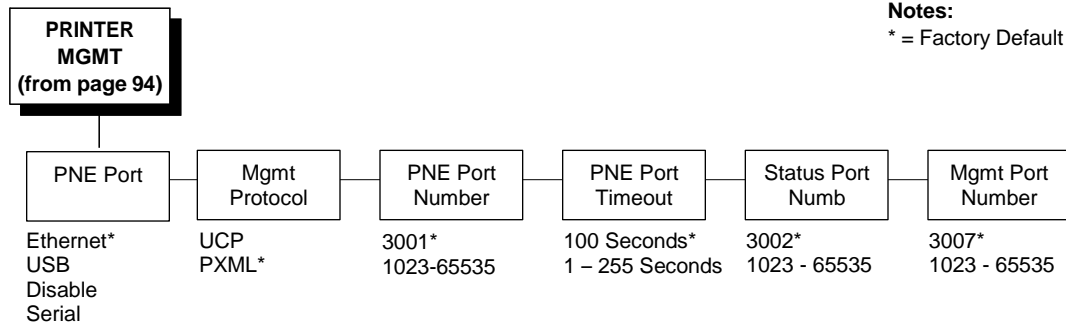 Notes:
* = Factory Default
PRINTER
MGMT
(from page 94)
PNE Port
Ethernet*
USB
Disable
Serial
Mgmt
Protocol
UCP
PXML*
PNE Port
Number
3001*
1023-65535
PNE Port
Timeout
100 Seconds*
1 – 255 Seconds
Status Port
Numb
3002*
1023 - 65535
Mgmt Port
Number
3007*
1023 - 65535